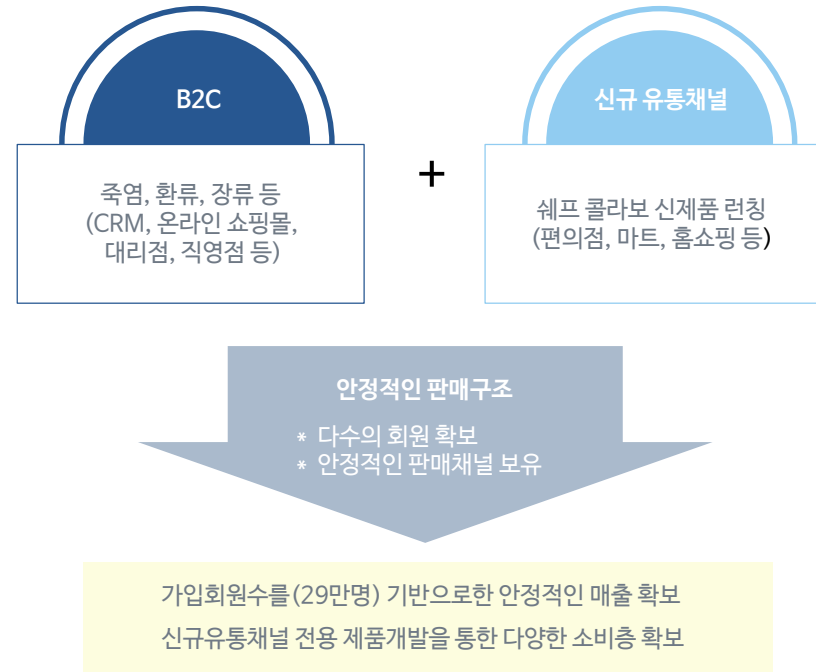 B2C
죽염, 환류, 장류 등
(CRM, 온라인 쇼핑몰,
대리점, 직영점 등)
+
신규 유통채널
쉐프 콜라보 신제품 런칭
(편의점, 마트, 홈쇼핑 등)
안정적인 판매구조
* 다수의 회원 확보
* 안정적인 판매채널 보유
가입회원수를(29만명) 기반으로한 안정적인 매출 확보
신규유통채널 전용 제품개발을 통한 다양한 소비층 확보